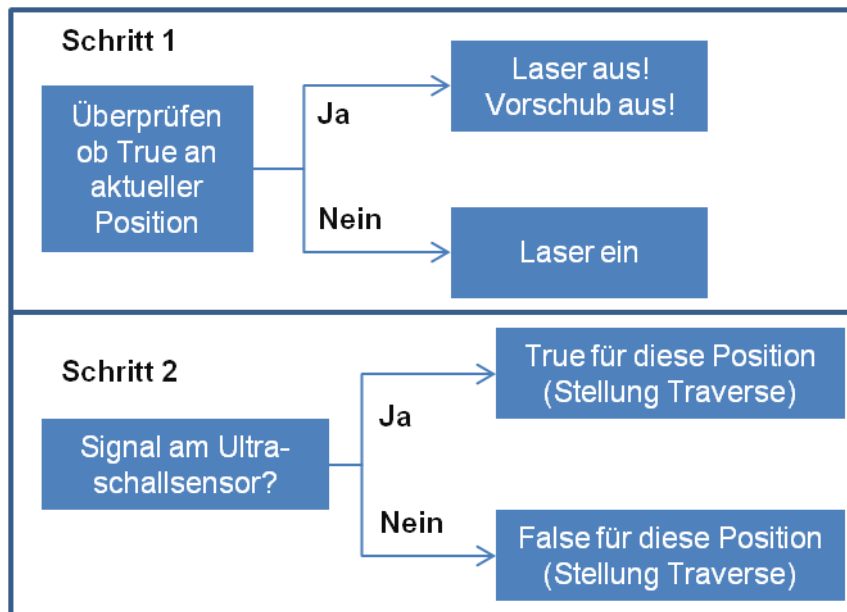 Schritt 1
Überprüfen
ob True an
aktueller
Position
Ja
Laser aus!
Vorschub aus!
Nein
Laser ein
Schritt 2
Signal am Ultra-
schallsensor?
Ja
True für diese Position
(Stellung Traverse)
Nein
False für diese Position
(Stellung Traverse)